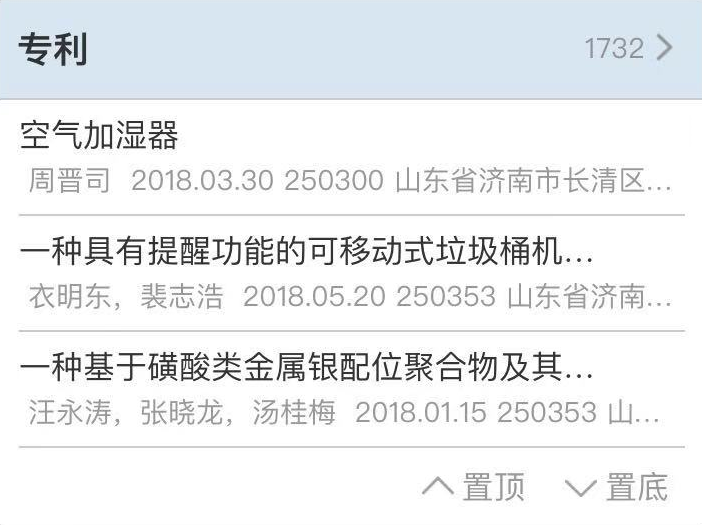 专利
1732
空气加湿器
周晋司 2018.03.30 250300 山东省济南市长清区...
一种具有提醒功能的可移动式垃圾桶机...
衣明东，裴志浩 2018.05.20 250353 山东省济南...
一种基于磺酸类金属银配位聚合物及其...
汪永涛，张晓龙，汤桂梅 2018.01.15 250353 山...
置顶 置底